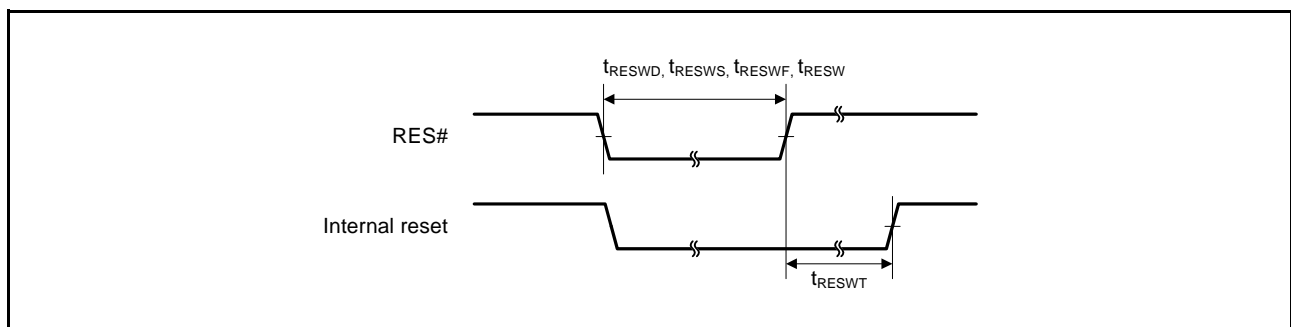 tRESWD, tRESWS, tRESWF, tRESW
RES#
Internal reset
tRESWT